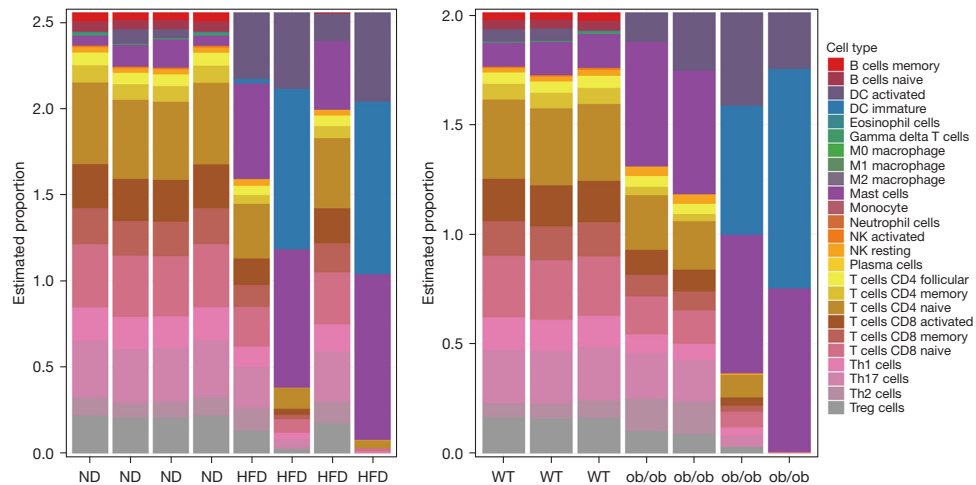 2.5
2.0
1.5
1.0
0.5
0.0
Estimated proportion
ND
ND
ND
ND
HFD
HFD
HFD
HFD
2.0
1.5
1.0
0.5
0.0
Estimated proportion
WT
WT
WT
ob/ob
ob/ob
ob/ob
ob/ob
Cell type
B cells memory
B cells naive
DC activated
DC immature
Eosinophil cells
Gamma delta T cells
M0 macrophage
M1 macrophage
M2 macrophage
Mast cells
Monocyte
Neutrophil cells
NK activated
NK resting
Plasma cells
T cells CD4 follicular
T cells CD4 memory
T cells CD4 naive
T cells CD8 activated
T cells CD8 memory
T cells CD8 naive
Th1 cells
Th17 cells
Th2 cells
Treg cells